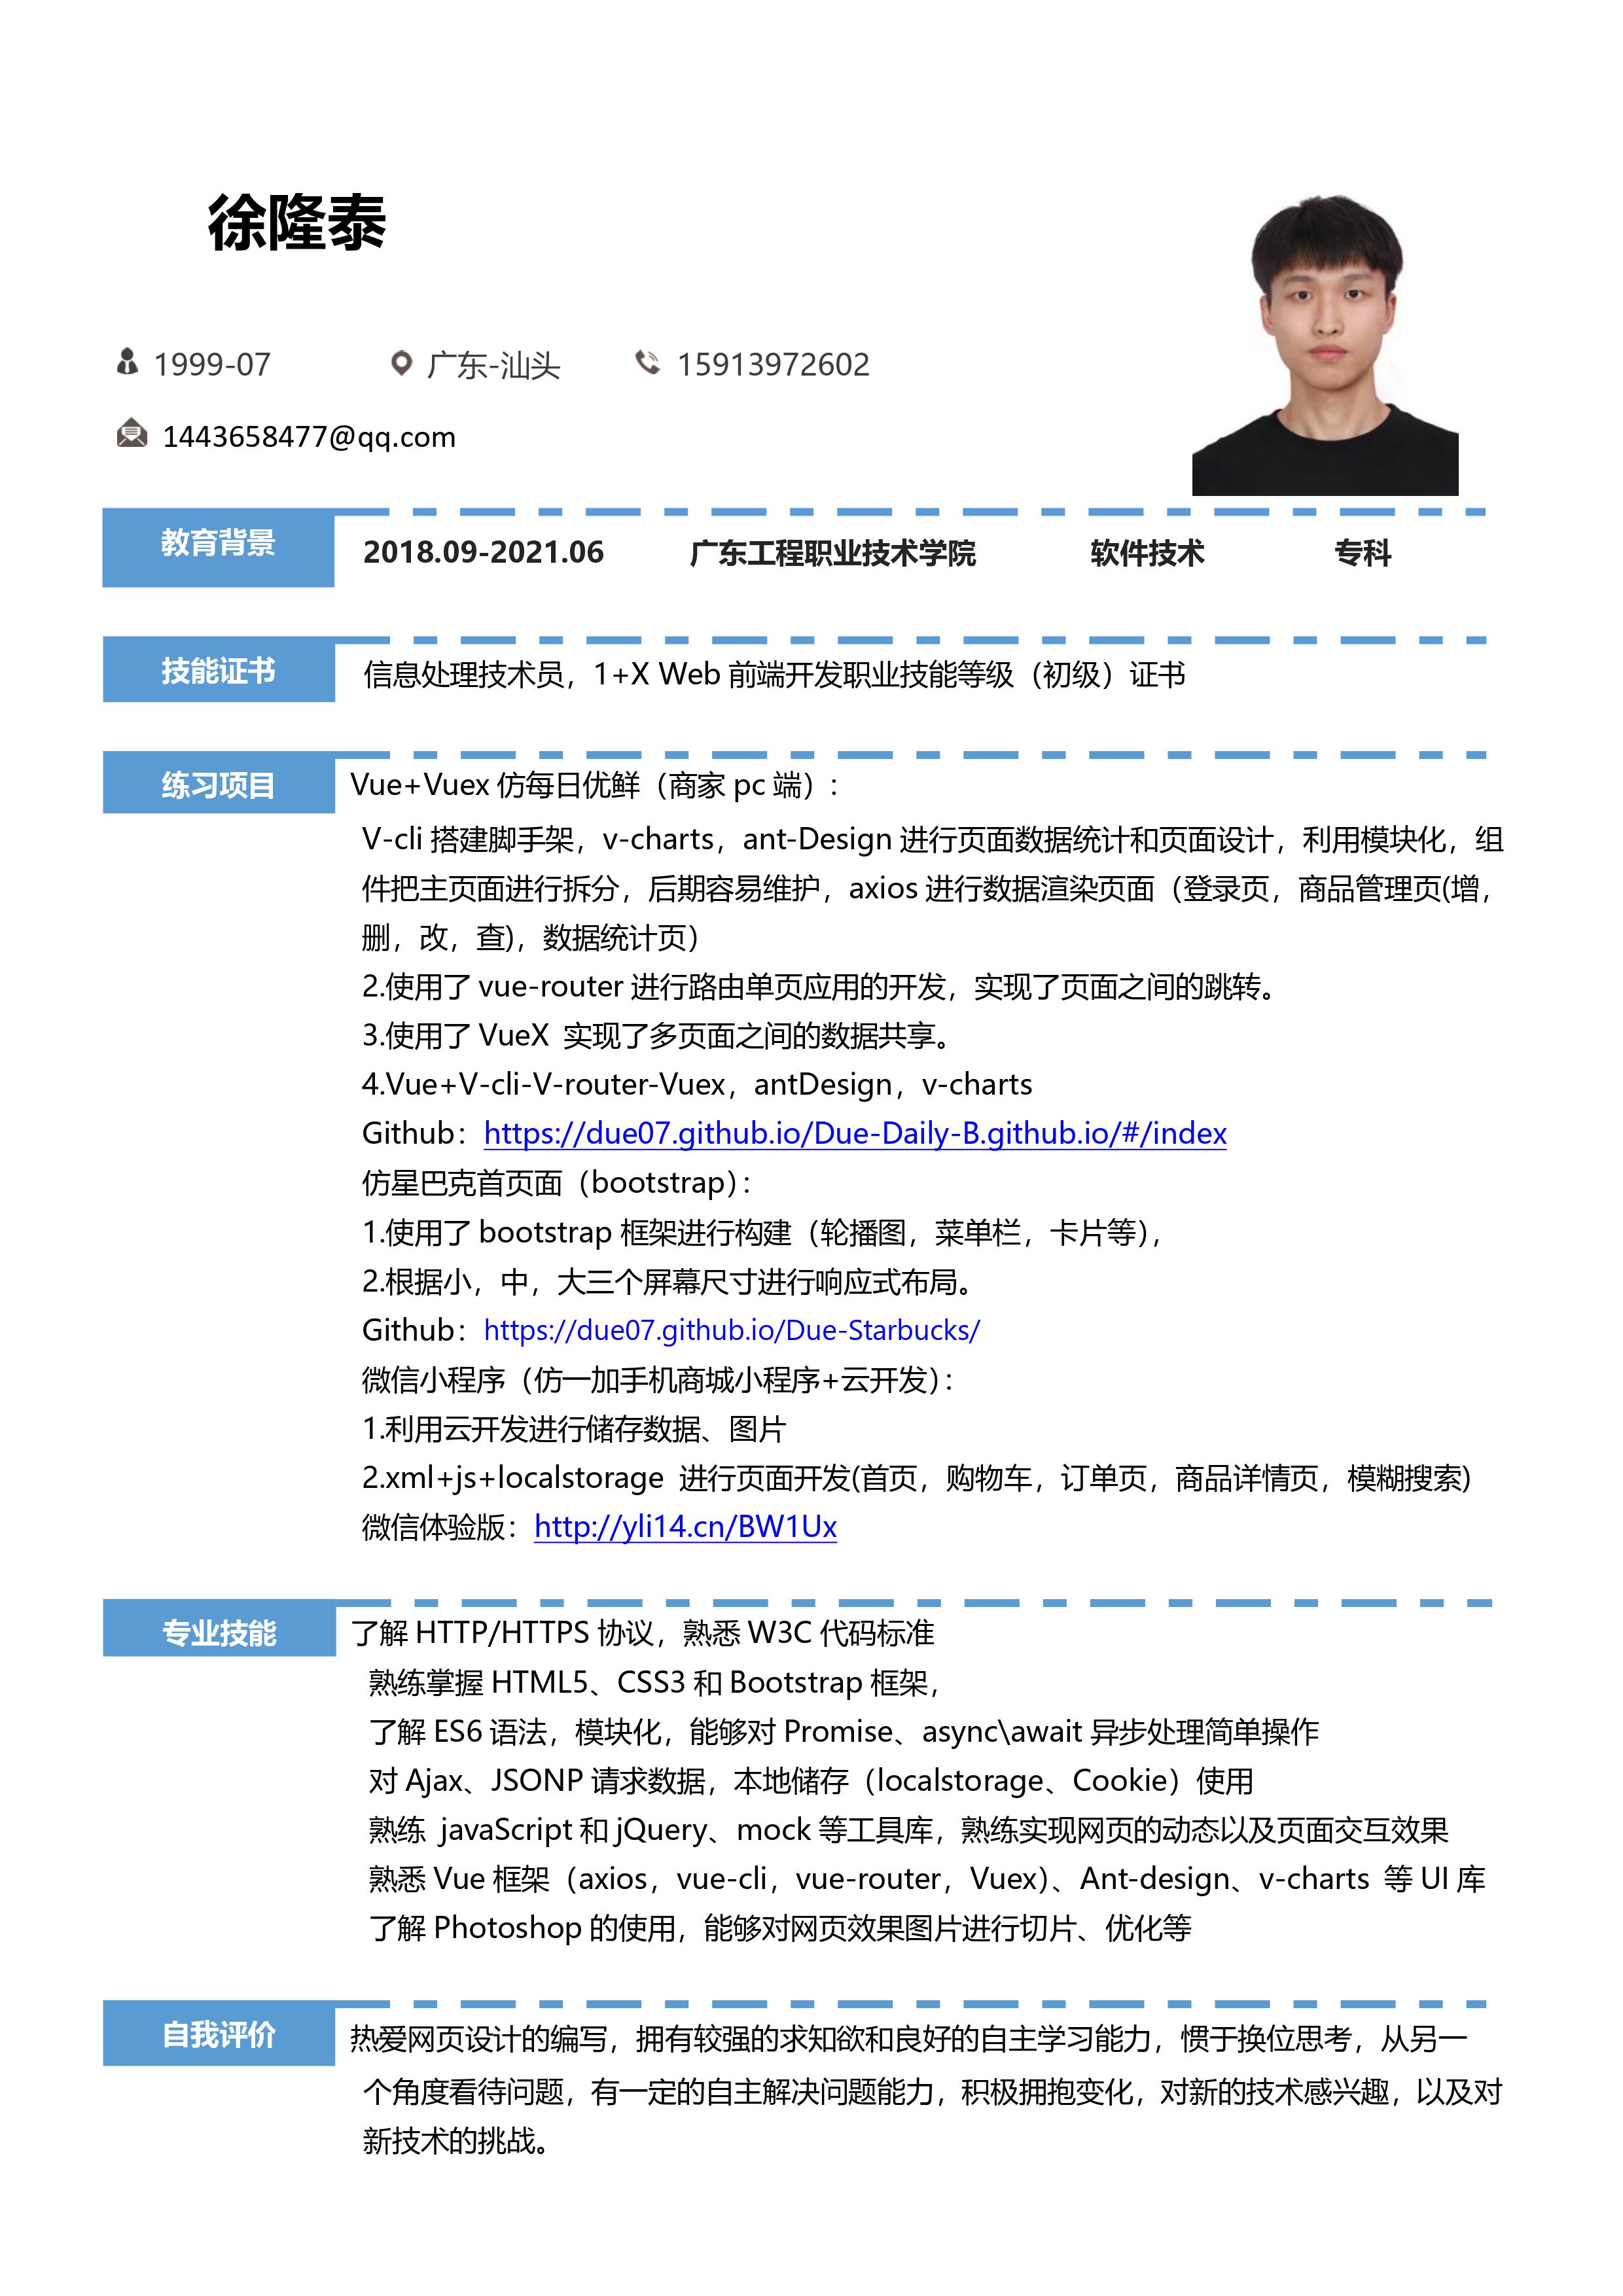 徐隆泰
1999-07 广东-汕头 15913972602
1443658477@qq.com
教育背景
2018.09-2021.06 广东工程职业技术学院 软件技术 专科
技能证书
信息处理技术员，1+X Web 前端开发职业技能等级（初级）证书
练习项目
Vue+Vuex 仿每日优鲜（商家 pc 端）：
V-cli 搭建脚手架，v-charts，ant-Design 进行页面数据统计和页面设计，利用模块化，组
件把主页面进行拆分，后期容易维护，axios 进行数据渲染页面（登录页，商品管理页(增，
删，改，查)，数据统计页）
2.使用了 vue-router 进行路由单页应用的开发，实现了页面之间的跳转。
3.使用了 VueX 实现了多页面之间的数据共享。
4.Vue+V-cli-V-router-Vuex，antDesign，v-charts
Github：https://due07.github.io/Due-Daily-B.github.io/#/index
仿星巴克首页面（bootstrap）：
1.使用了 bootstrap 框架进行构建（轮播图，菜单栏，卡片等），
2.根据小，中，大三个屏幕尺寸进行响应式布局。
Github：https://due07.github.io/Due-Starbucks/
微信小程序（仿一加手机商城小程序+云开发）：
1.利用云开发进行储存数据、图片
2.xml+js+localstorage 进行页面开发(首页，购物车，订单页，商品详情页，模糊搜索)
微信体验版：http://yli14.cn/BW1Ux
专业技能
了解 HTTP/HTTPS 协议，熟悉 W3C 代码标准
熟练掌握 HTML5、CSS3 和 Bootstrap 框架，
了解 ES6 语法，模块化，能够对 Promise、async\await 异步处理简单操作
对 Ajax、JSONP 请求数据，本地储存（localstorage、Cookie）使用
熟练 javaScript 和 jQuery、mock 等工具库，熟练实现网页的动态以及页面交互效果
熟悉 Vue 框架（axios，vue-cli，vue-router，Vuex）、Ant-design、v-charts 等 UI 库
了解 Photoshop 的使用，能够对网页效果图片进行切片、优化等
自我评价
热爱网页设计的编写，拥有较强的求知欲和良好的自主学习能力，惯于换位思考，从另一
个角度看待问题，有一定的自主解决问题能力，积极拥抱变化，对新的技术感兴趣，以及对
新技术的挑战。